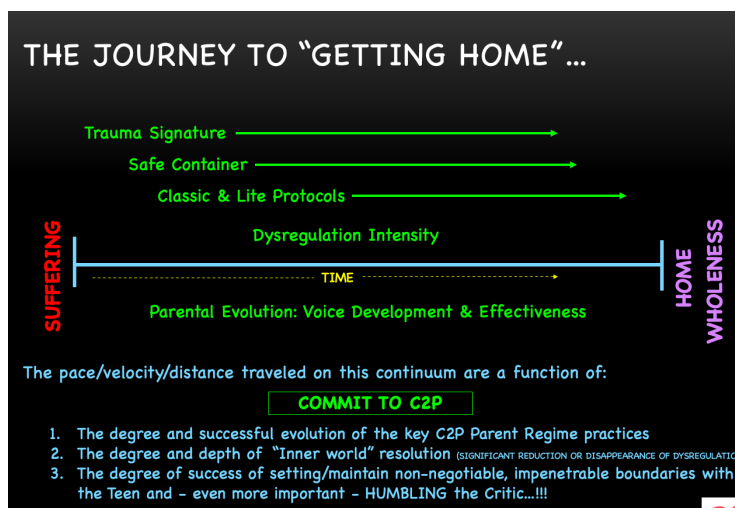 THE JOURNEY TO “GETTING HOME”…
Trauma Signature
Safe Container
Classic & Lite Protocols
SUFFERING
Dysregulation Intensity
TIME
Parental Evolution: Voice Development & Effectiveness
HOME
WHOLENESS
The pace/velocity/distance traveled on this continuum are a function of:
COMMIT TO C2P
1. The degree and successful evolution of the key C2P Parent Regime practices
2. The degree and depth of “Inner world” resolution (SIGNIFICANT REDUCTION OR DISAPPEARANCE OF DYSREGULATIO
3. The degree of success of setting/maintain non-negotiable, impenetrable boundaries with
the Teen and – even more important – HUMBLING the Critic…!!!